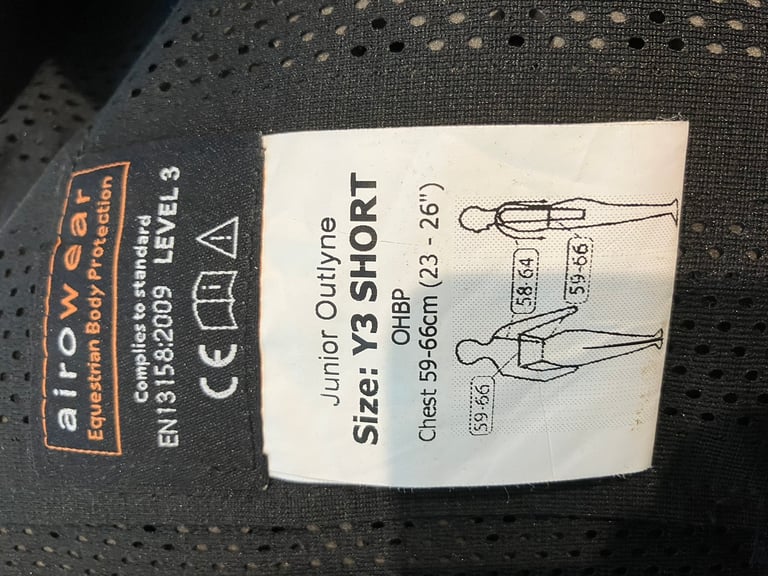 airowear
Equestrian Body Protection
Complies to standard
EN13158:2009 LEVEL 3
CE
Junior Outlyne
Size: Y3 SHORT
OHBP
Chest 59-66cm (23 - 26")
59-66
58-64
59-66